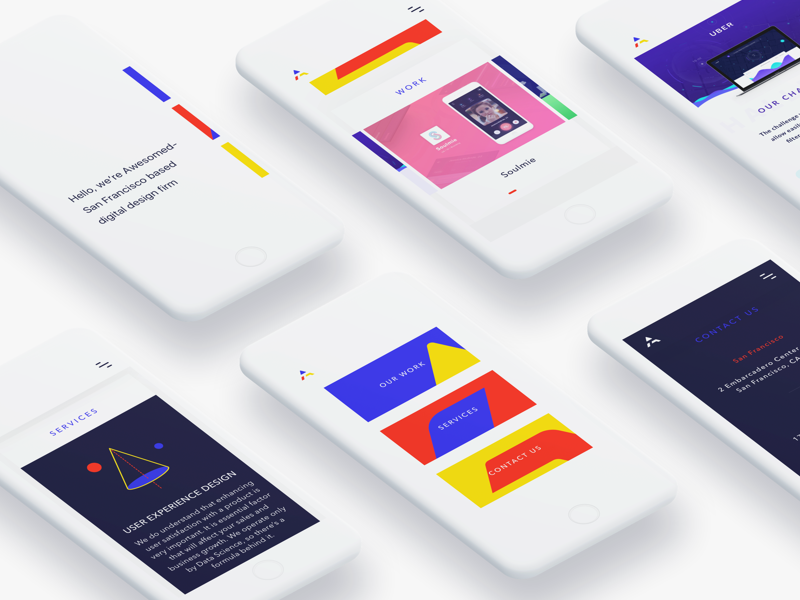 Hello, we're Awesomed-
San Francisco based
digital design firm
WORK
Soulmie
Soulmie
UBER
OUR CHA
The challenge
allow easi
filter
SERVICES
USER EXPERIENCE DESIGN
We do understand that enhancing
user satisfaction with a product is
very important. It is essential factor
that will affect your sales and
business growth. We operate only
by Data Science, so there's a
formula behind it.
OUR WORK
SERVICES
CONTACT US
CONTACT US
San Francisco
2 Embarcadero Center
San Francisco, CA